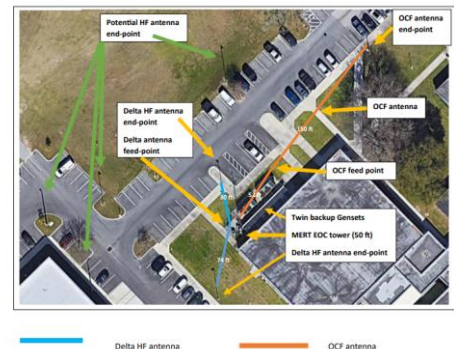 Potential HF antenna
end-point
OCF antenna
end-point
Delta HF antenna
end-point
Delta antenna
feed-point
OCF antenna
150 ft
OCF feed point
Twin backup Gensets
MERT EOC tower (50 ft)
Delta HF antenna end-point
74 ft
Delta HF antenna
OCF antenna